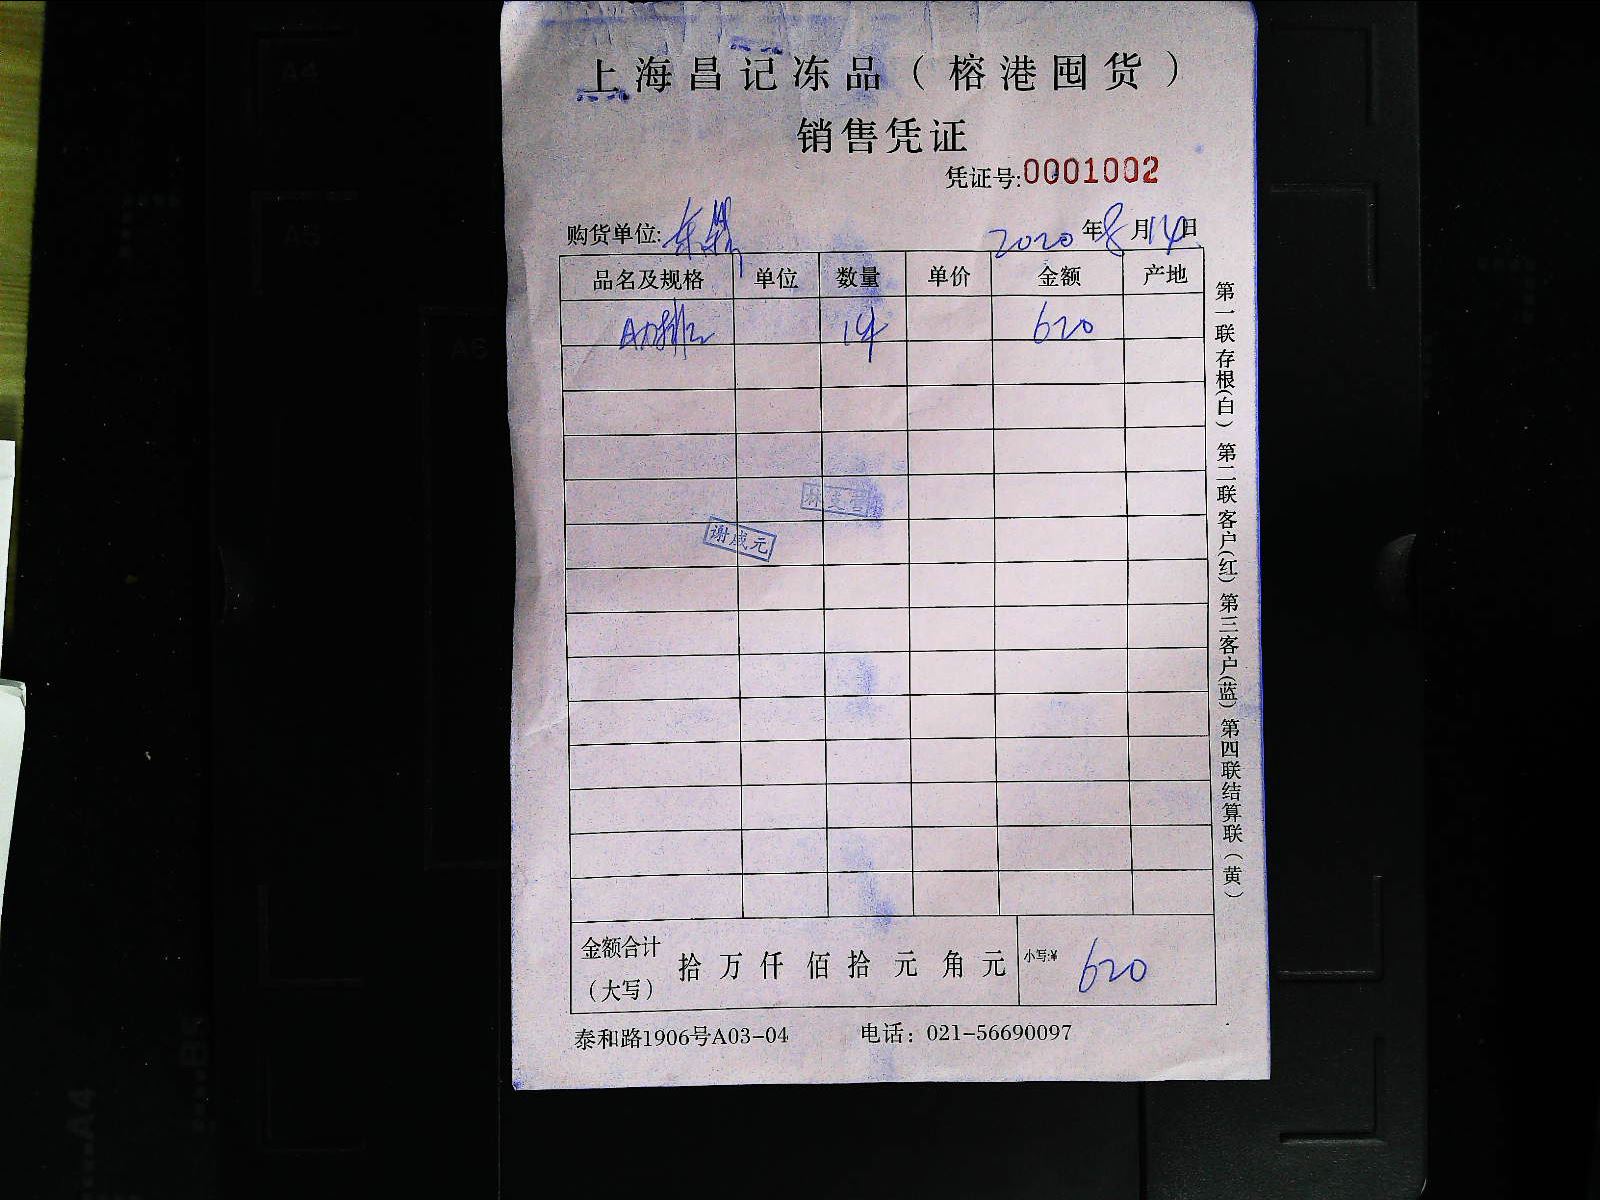 上海昌记冻品（榕港囤货）
销售凭证
凭证号:0001002
购货单位: 2020年8月14日
品名及规格 单位 数量 单价 金额 产地
620
谢成元
金额合计（大写） 拾万仟佰拾元角元 小写:¥ 620
泰和路1906号A03-04 电话：021-56690097
第一联存根(白) 第二联客户(红) 第三客户(蓝) 第四联结算联(黄)
A4
A5
A6
A4